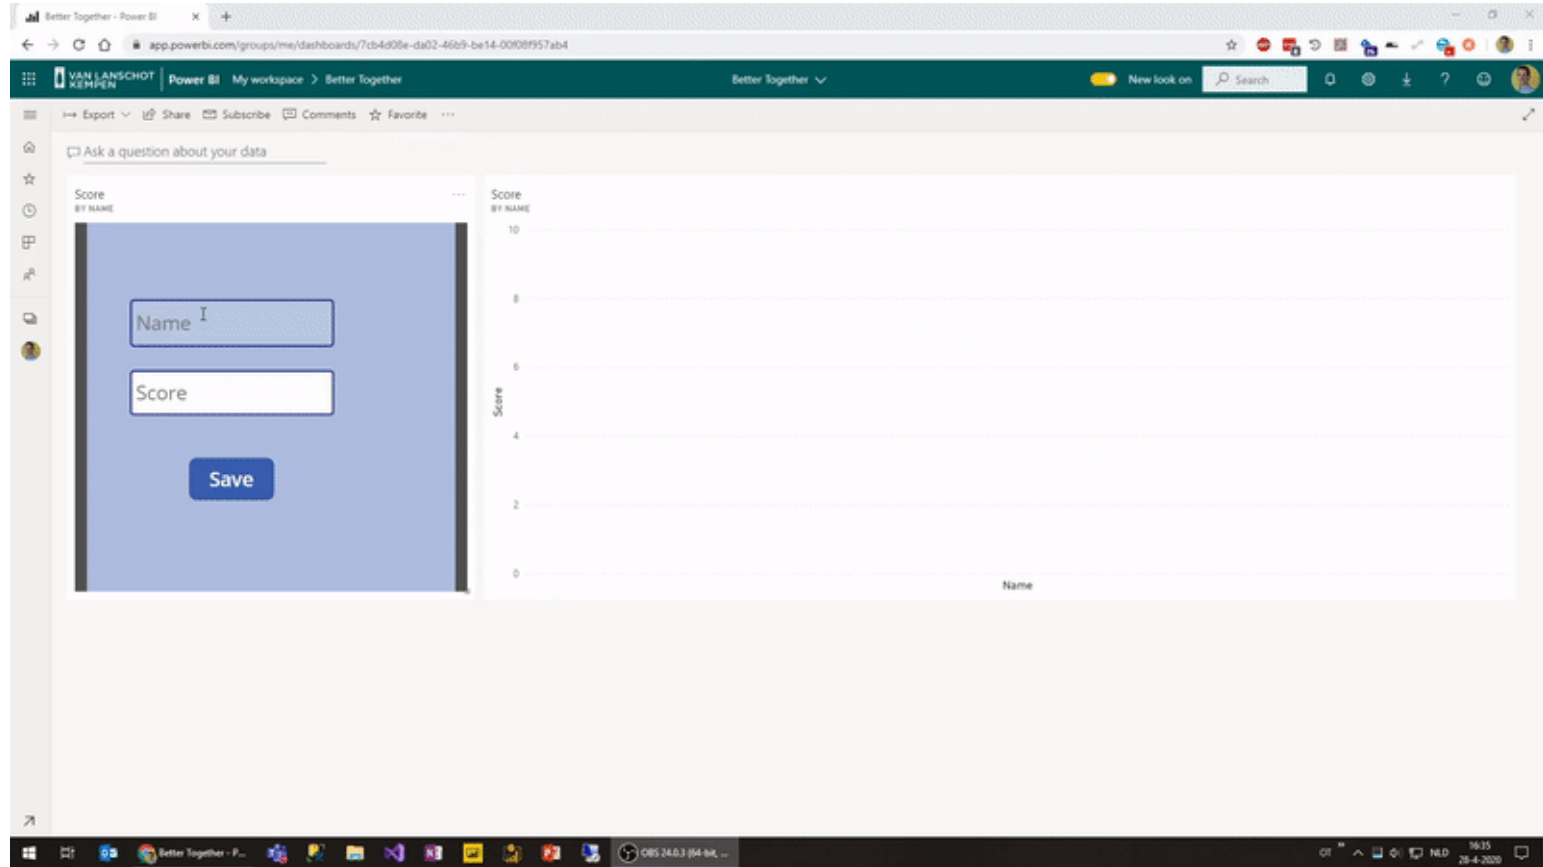 Better Together - Power BI
app.powerbi.com/groups/me/dashboards/7cb4d08e-da02-46b9-be14-00f08f957ab4
VAN LANSCHOT
KEMPEN
Power BI My workspace > Better Together
Better Together
New look on
Search
Export Share Subscribe Comments Favorite
Ask a question about your data
Score
BY NAME
Name
Score
Save
Score
BY NAME
10
8
6
4
2
0
Score
Name
Better Together - P...
OBS 24.0.3 (64-bit, ...
NLD
16:35
28-4-2020